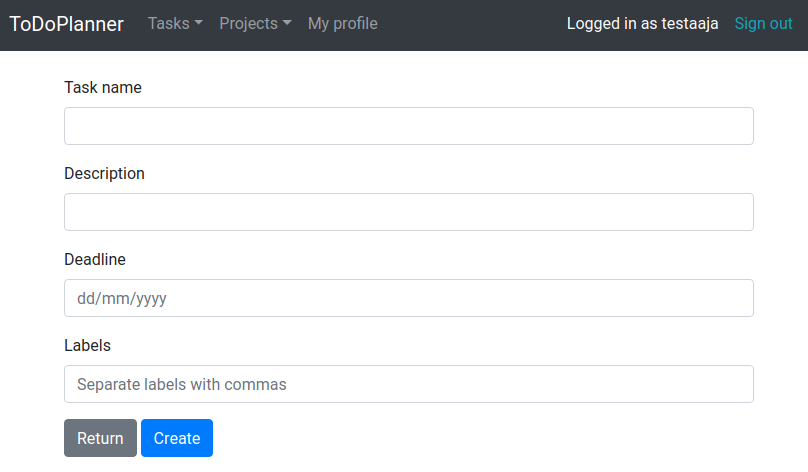 ToDoPlanner Tasks Projects My profile Logged in as testaaja Sign out
Task name
Description
Deadline
dd/mm/yyyy
Labels
Separate labels with commas
Return Create